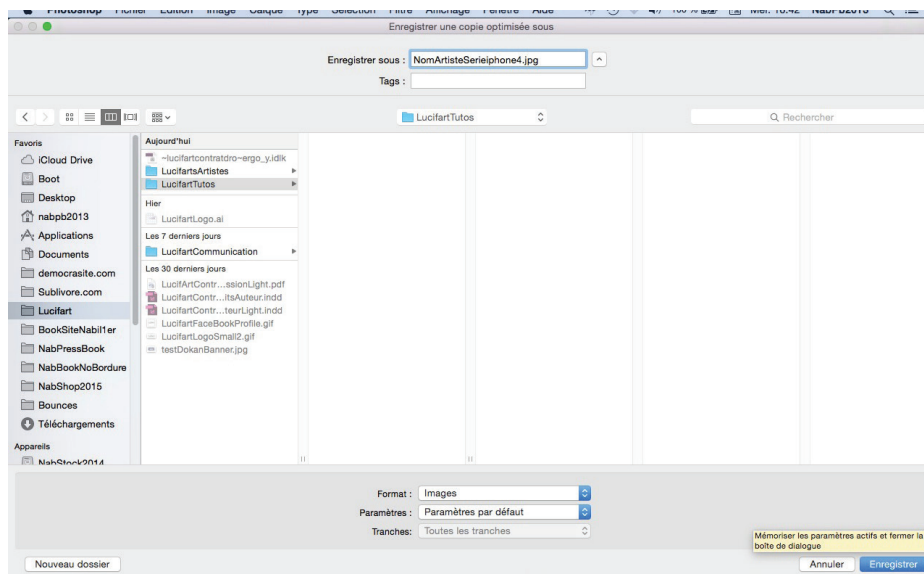 Photoshop Fichier Edition Image Calque Type Sélection Filtre Affichage Fenêtre Aide 100 % Mer. 16:42 NabPB2013
Enregistrer une copie optimisée sous
Enregistrer sous : NomArtisteSerieiphone4.jpg
Tags :
LucifartTutos
Rechercher
Favoris
iCloud Drive
Boot
Desktop
nabpb2013
Applications
Documents
democrasite.com
Sublivore.com
Lucifart
BookSiteNabil1er
NabPressBook
NabBookNoBordure
NabShop2015
Bounces
Téléchargements
Appareils
NabStock2014
Aujourd'hui
~lucifartcontratdro~ergo_y.idlk
LucifartsArtistes
LucifartTutos
Hier
LucifartLogo.ai
Les 7 derniers jours
LucifartCommunication
Les 30 derniers jours
LucifArtContr...ssionLight.pdf
LucifartContr...itsAuteur.indd
LucifartContr...teurLight.indd
LucifartFaceBookProfile.gif
LucifartLogoSmall2.gif
testDokanBanner.jpg
Format : Images
Paramètres : Paramètres par défaut
Tranches: Toutes les tranches
Mémoriser les paramètres actifs et fermer la
boîte de dialogue
Nouveau dossier
Annuler
Enregistrer